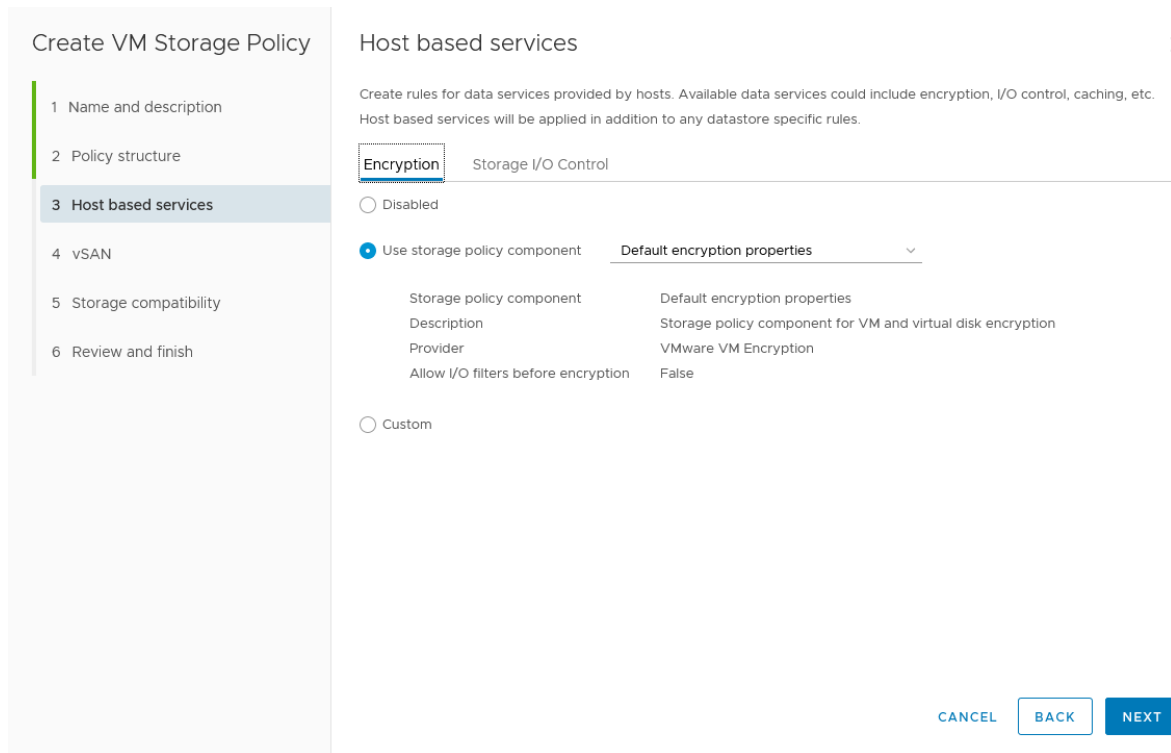 Create VM Storage Policy
1 Name and description
2 Policy structure
3 Host based services
4 vSAN
5 Storage compatibility
6 Review and finish
Host based services
Create rules for data services provided by hosts. Available data services could include encryption, I/O control, caching, etc.
Host based services will be applied in addition to any datastore specific rules.
Encryption Storage I/O Control
Disabled
Use storage policy component Default encryption properties
Storage policy component Default encryption properties
Description Storage policy component for VM and virtual disk encryption
Provider VMware VM Encryption
Allow I/O filters before encryption False
Custom
CANCEL BACK NEXT